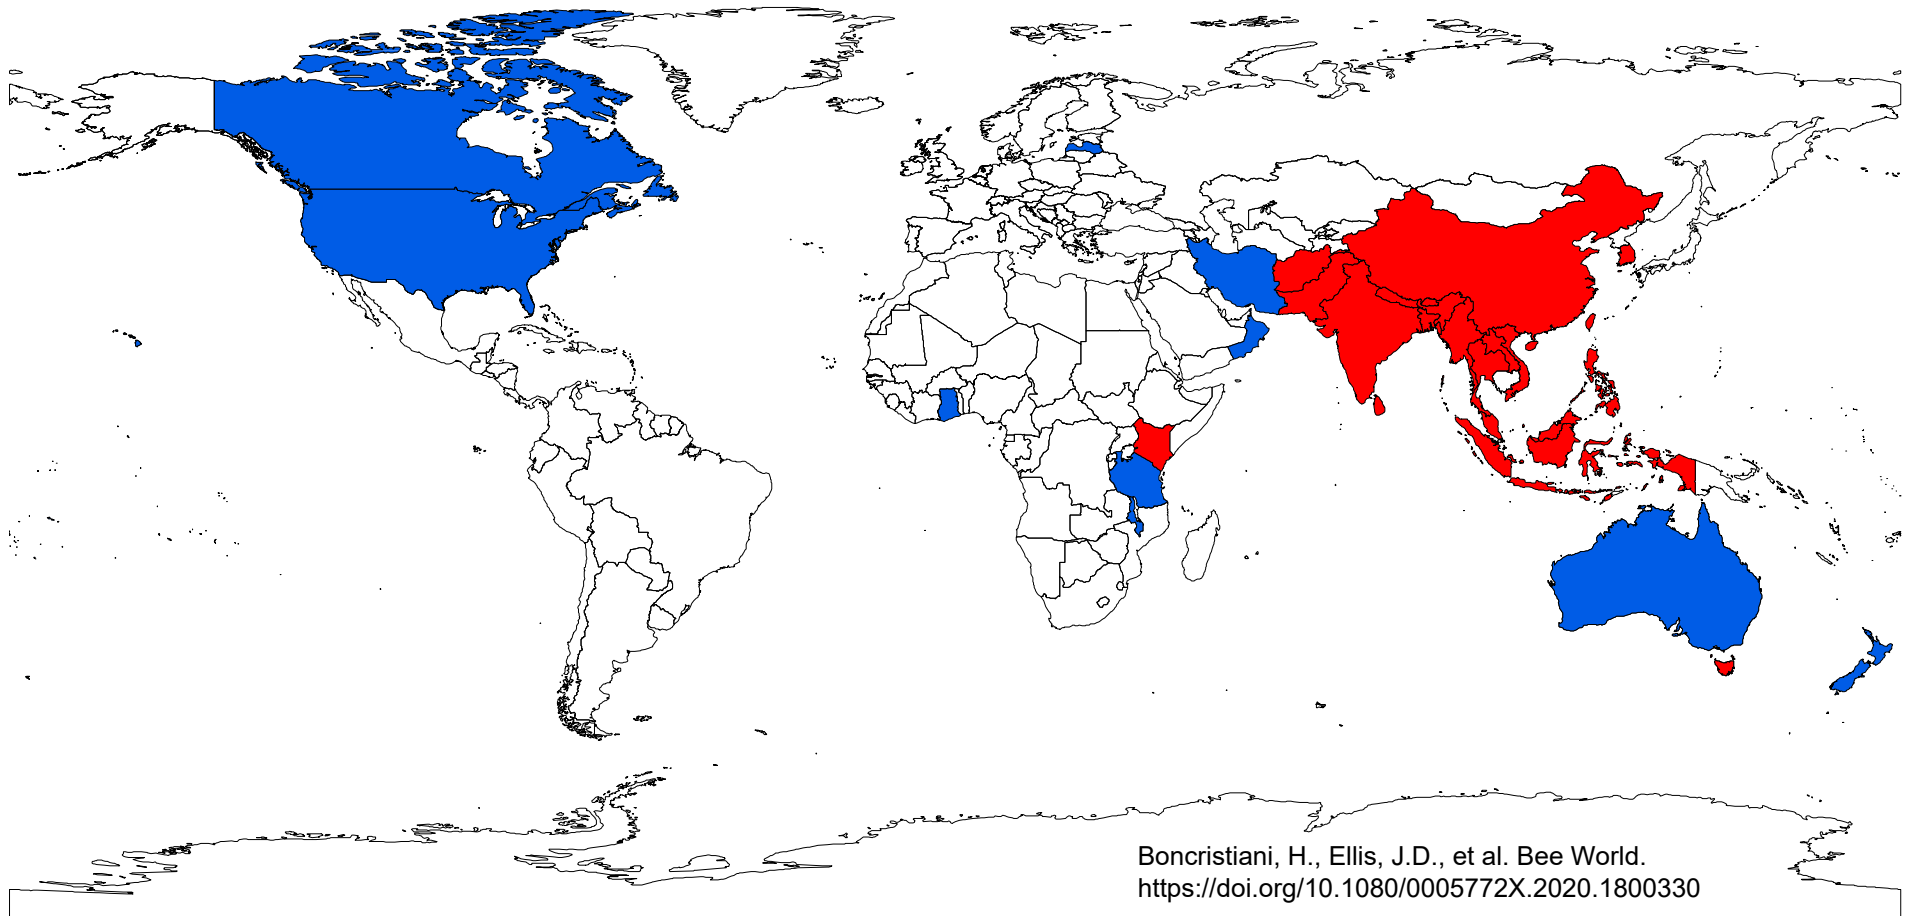 Boncristiani, H., Ellis, J.D., et al. Bee World.
https://doi.org/10.1080/0005772X.2020.1800330